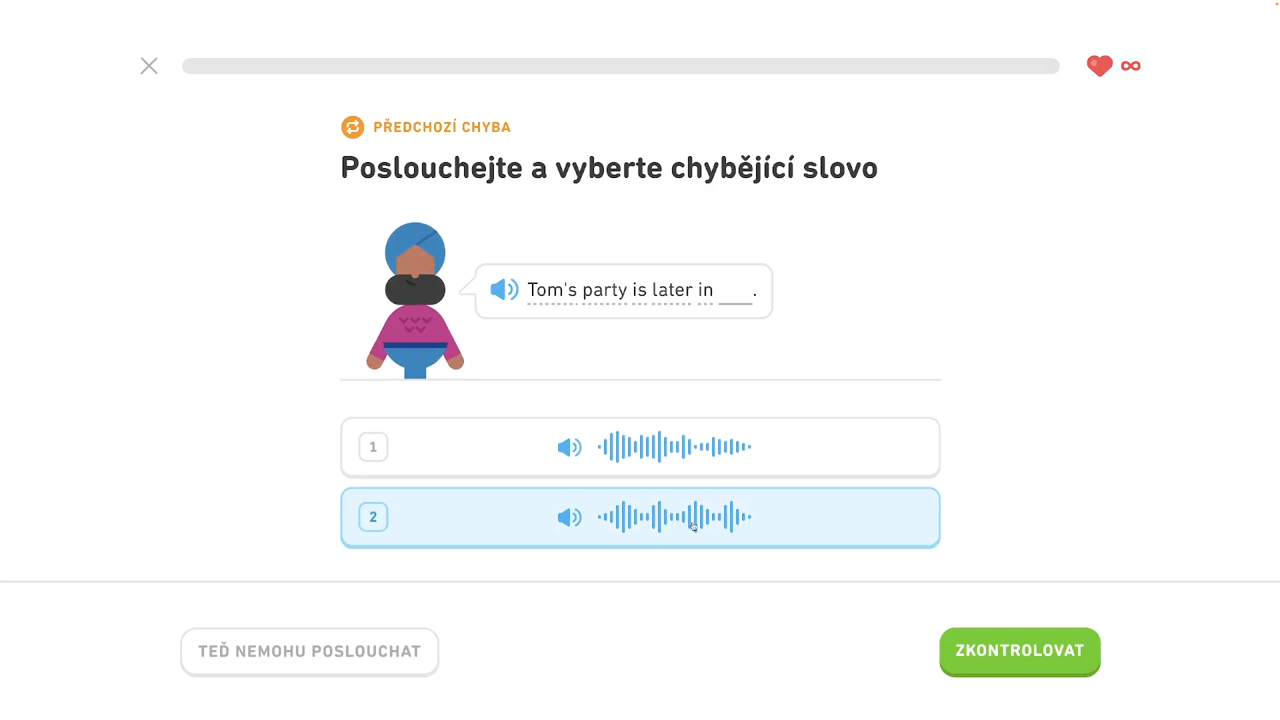 PŘEDCHOZÍ CHYBA
Poslouchejte a vyberte chybějící slovo
Tom's party is later in ____.
1
2
TEĎ NEMOHU POSLOUCHAT
ZKONTROLOVAT